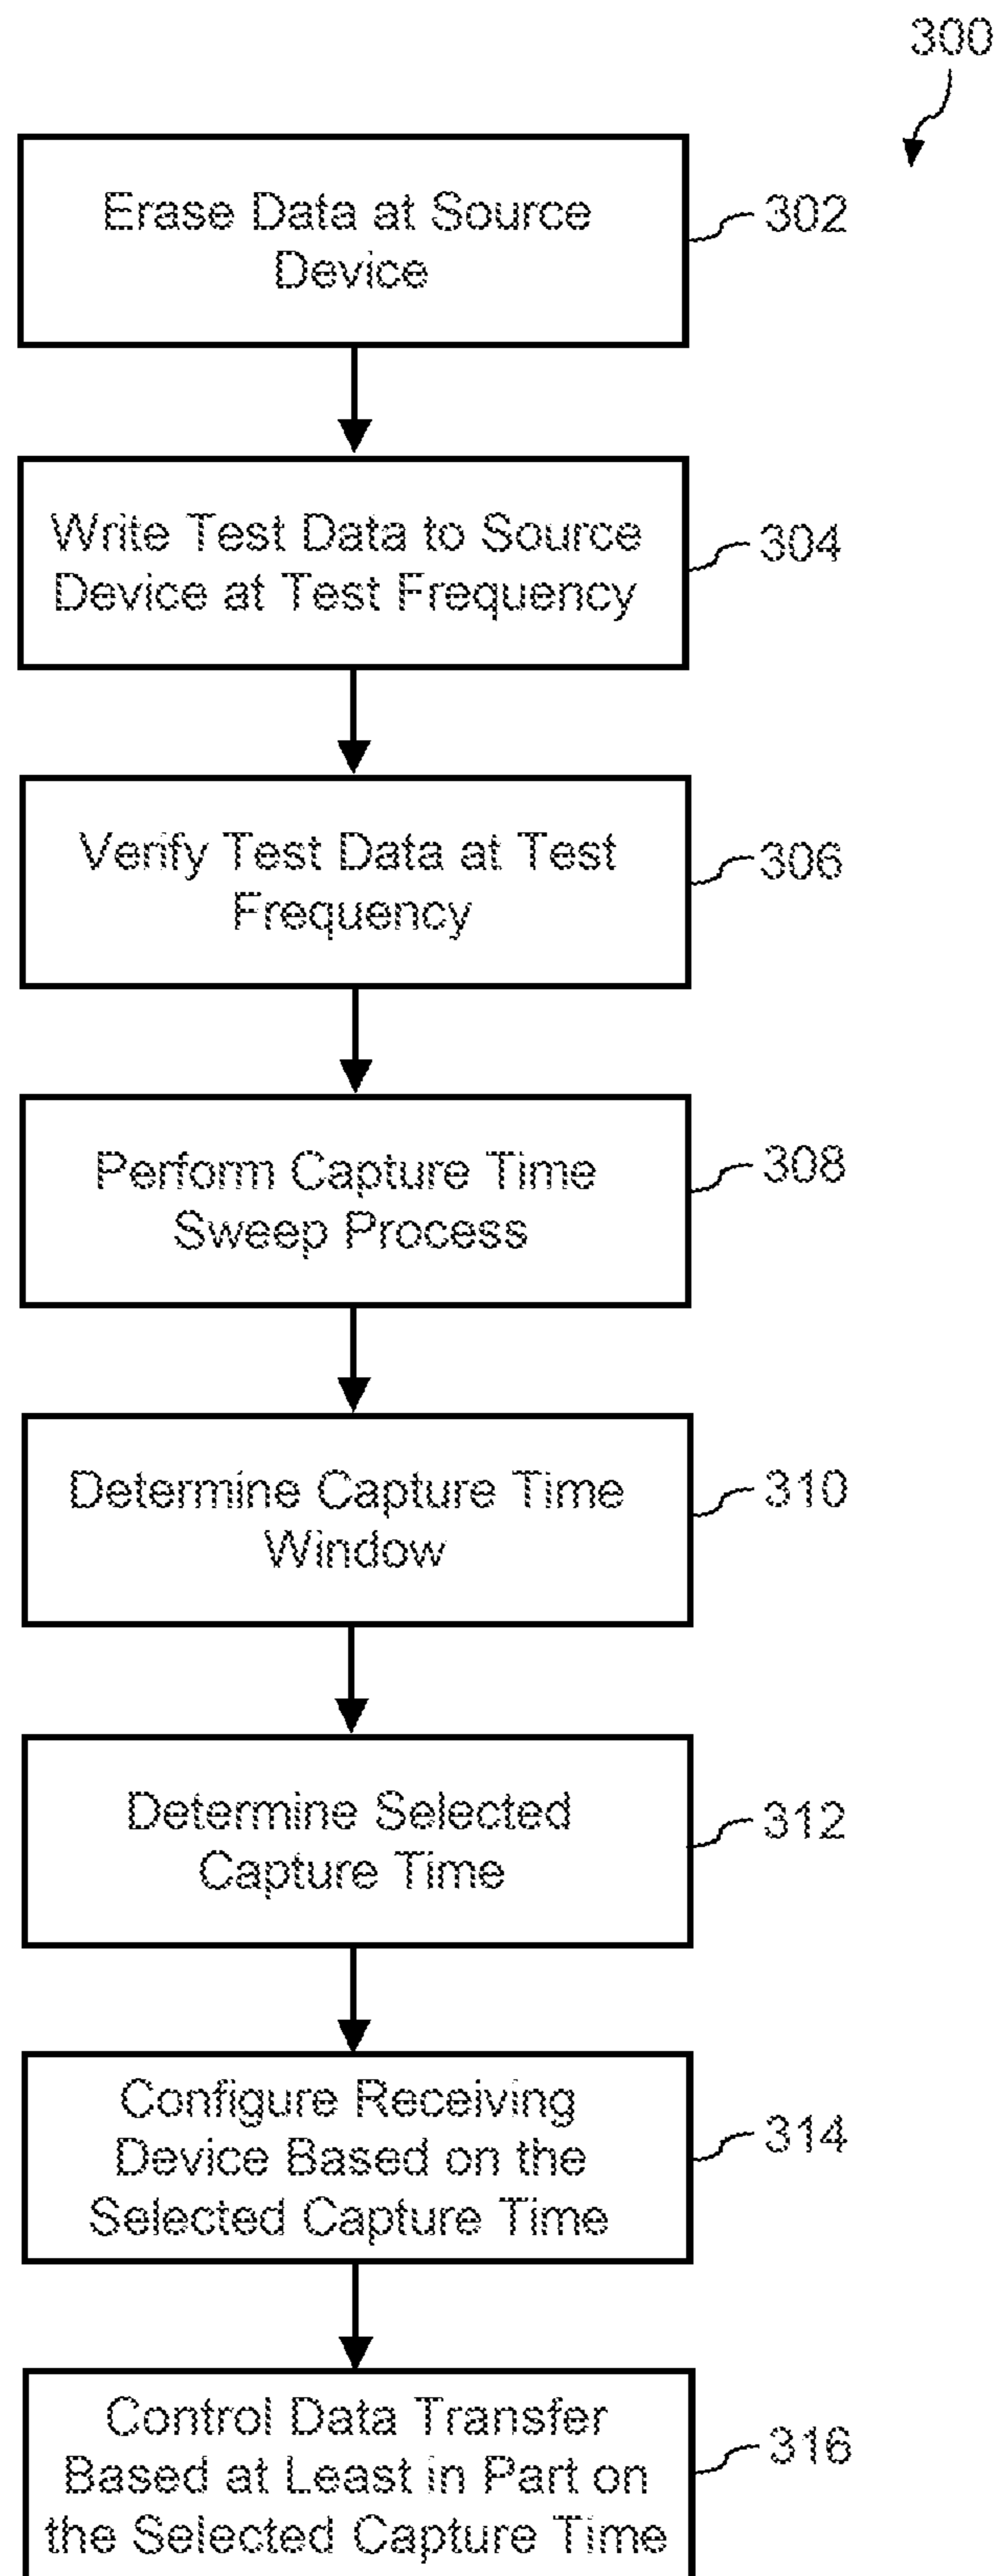 300
Erase Data at Source
Device
302
Write Test Data to Source
Device at Test Frequency
304
Verify Test Data at Test
Frequency
306
Perform Capture Time
Sweep Process
308
Determine Capture Time
Window
310
Determine Selected
Capture Time
312
Configure Receiving
Device Based on the
Selected Capture Time
314
Control Data Transfer
Based at Least in Part on
the Selected Capture Time
316